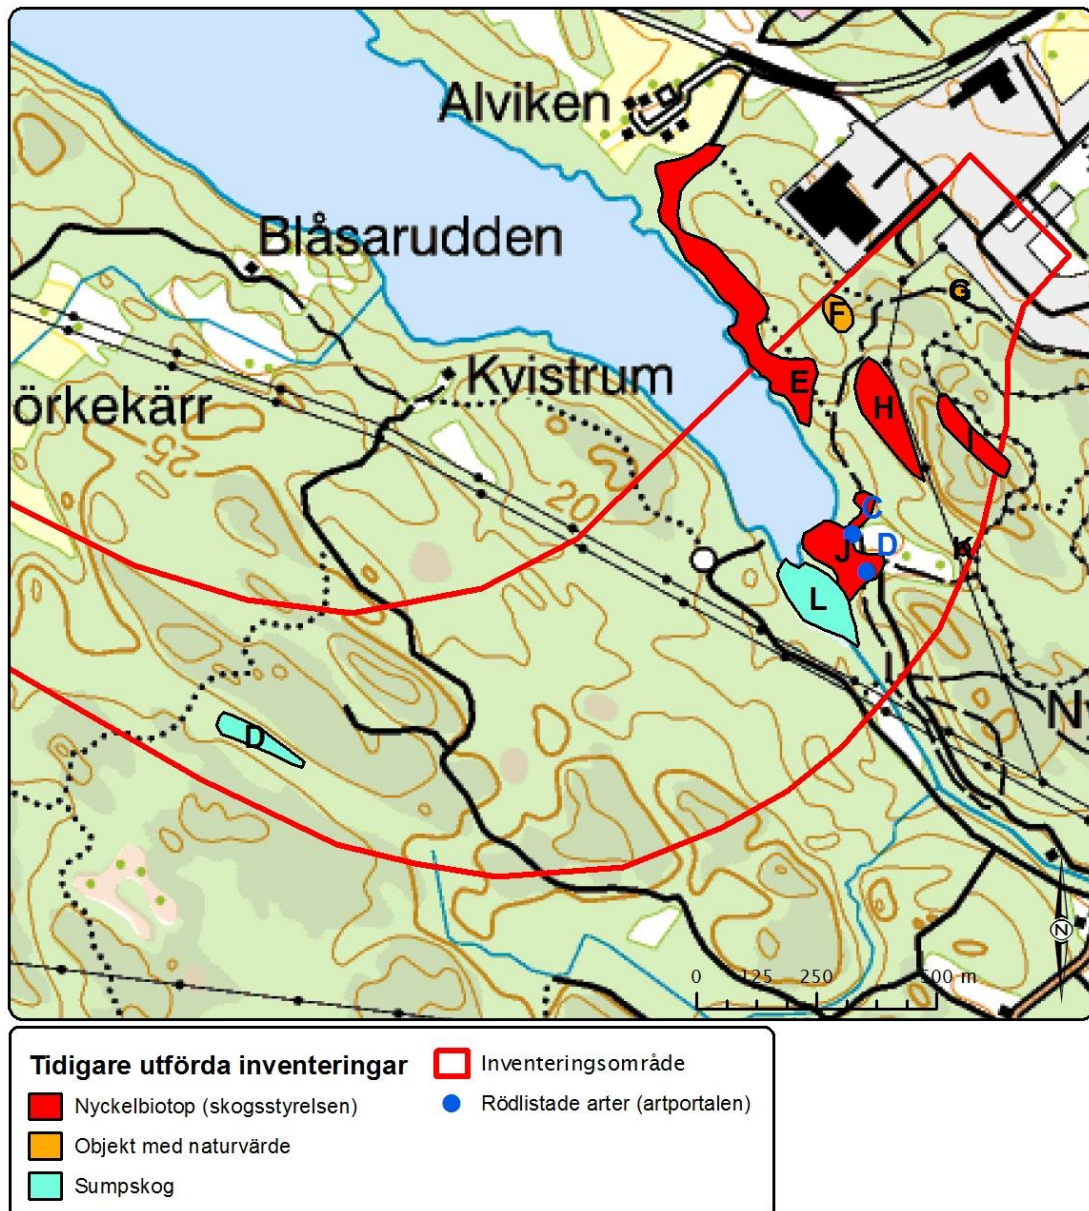 Alviken
Blåsarudden
Kvistrum
örkekärr
25
20
E
F
G
H
I
C
D
J
K
L
D
N
0 125 250 500 m
Tidigare utförda inventeringar
Nyckelbiotop (skogsstyrelsen)
Objekt med naturvärde
Sumpskog
Inventeringsområde
Rödlistade arter (artportalen)